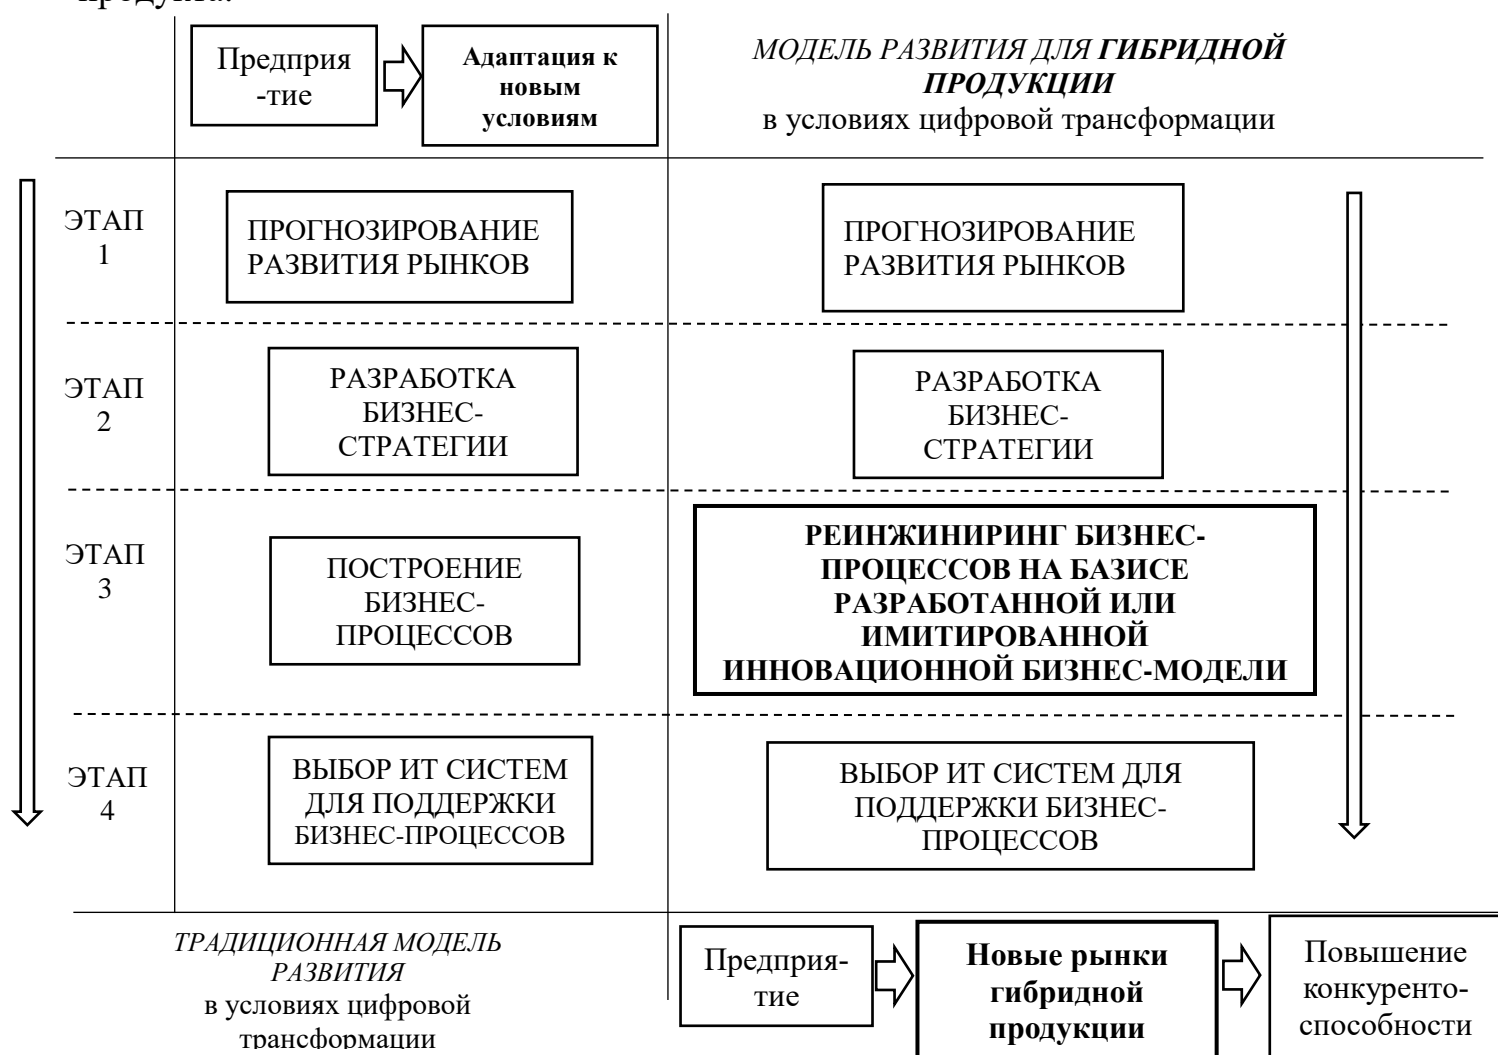 продукта.
Предприя
-тие
Адаптация к
новым
условиям
МОДЕЛЬ РАЗВИТИЯ ДЛЯ ГИБРИДНОЙ
ПРОДУКЦИИ
в условиях цифровой трансформации
ЭТАП
1
ПРОГНОЗИРОВАНИЕ
РАЗВИТИЯ РЫНКОВ
ПРОГНОЗИРОВАНИЕ
РАЗВИТИЯ РЫНКОВ
ЭТАП
2
РАЗРАБОТКА
БИЗНЕС-
СТРАТЕГИИ
РАЗРАБОТКА
БИЗНЕС-
СТРАТЕГИИ
ЭТАП
3
ПОСТРОЕНИЕ
БИЗНЕС-
ПРОЦЕССОВ
РЕИНЖИНИРИНГ БИЗНЕС-
ПРОЦЕССОВ НА БАЗИСЕ
РАЗРАБОТАННОЙ ИЛИ
ИМИТИРОВАННОЙ
ИННОВАЦИОННОЙ БИЗНЕС-МОДЕЛИ
ЭТАП
4
ВЫБОР ИТ СИСТЕМ
ДЛЯ ПОДДЕРЖКИ
БИЗНЕС-ПРОЦЕССОВ
ВЫБОР ИТ СИСТЕМ ДЛЯ
ПОДДЕРЖКИ БИЗНЕС-
ПРОЦЕССОВ
ТРАДИЦИОННАЯ МОДЕЛЬ
РАЗВИТИЯ
в условиях цифровой
трансформации
Предприя-
тие
Новые рынки
гибридной
продукции
Повышение
конкуренто-
способности